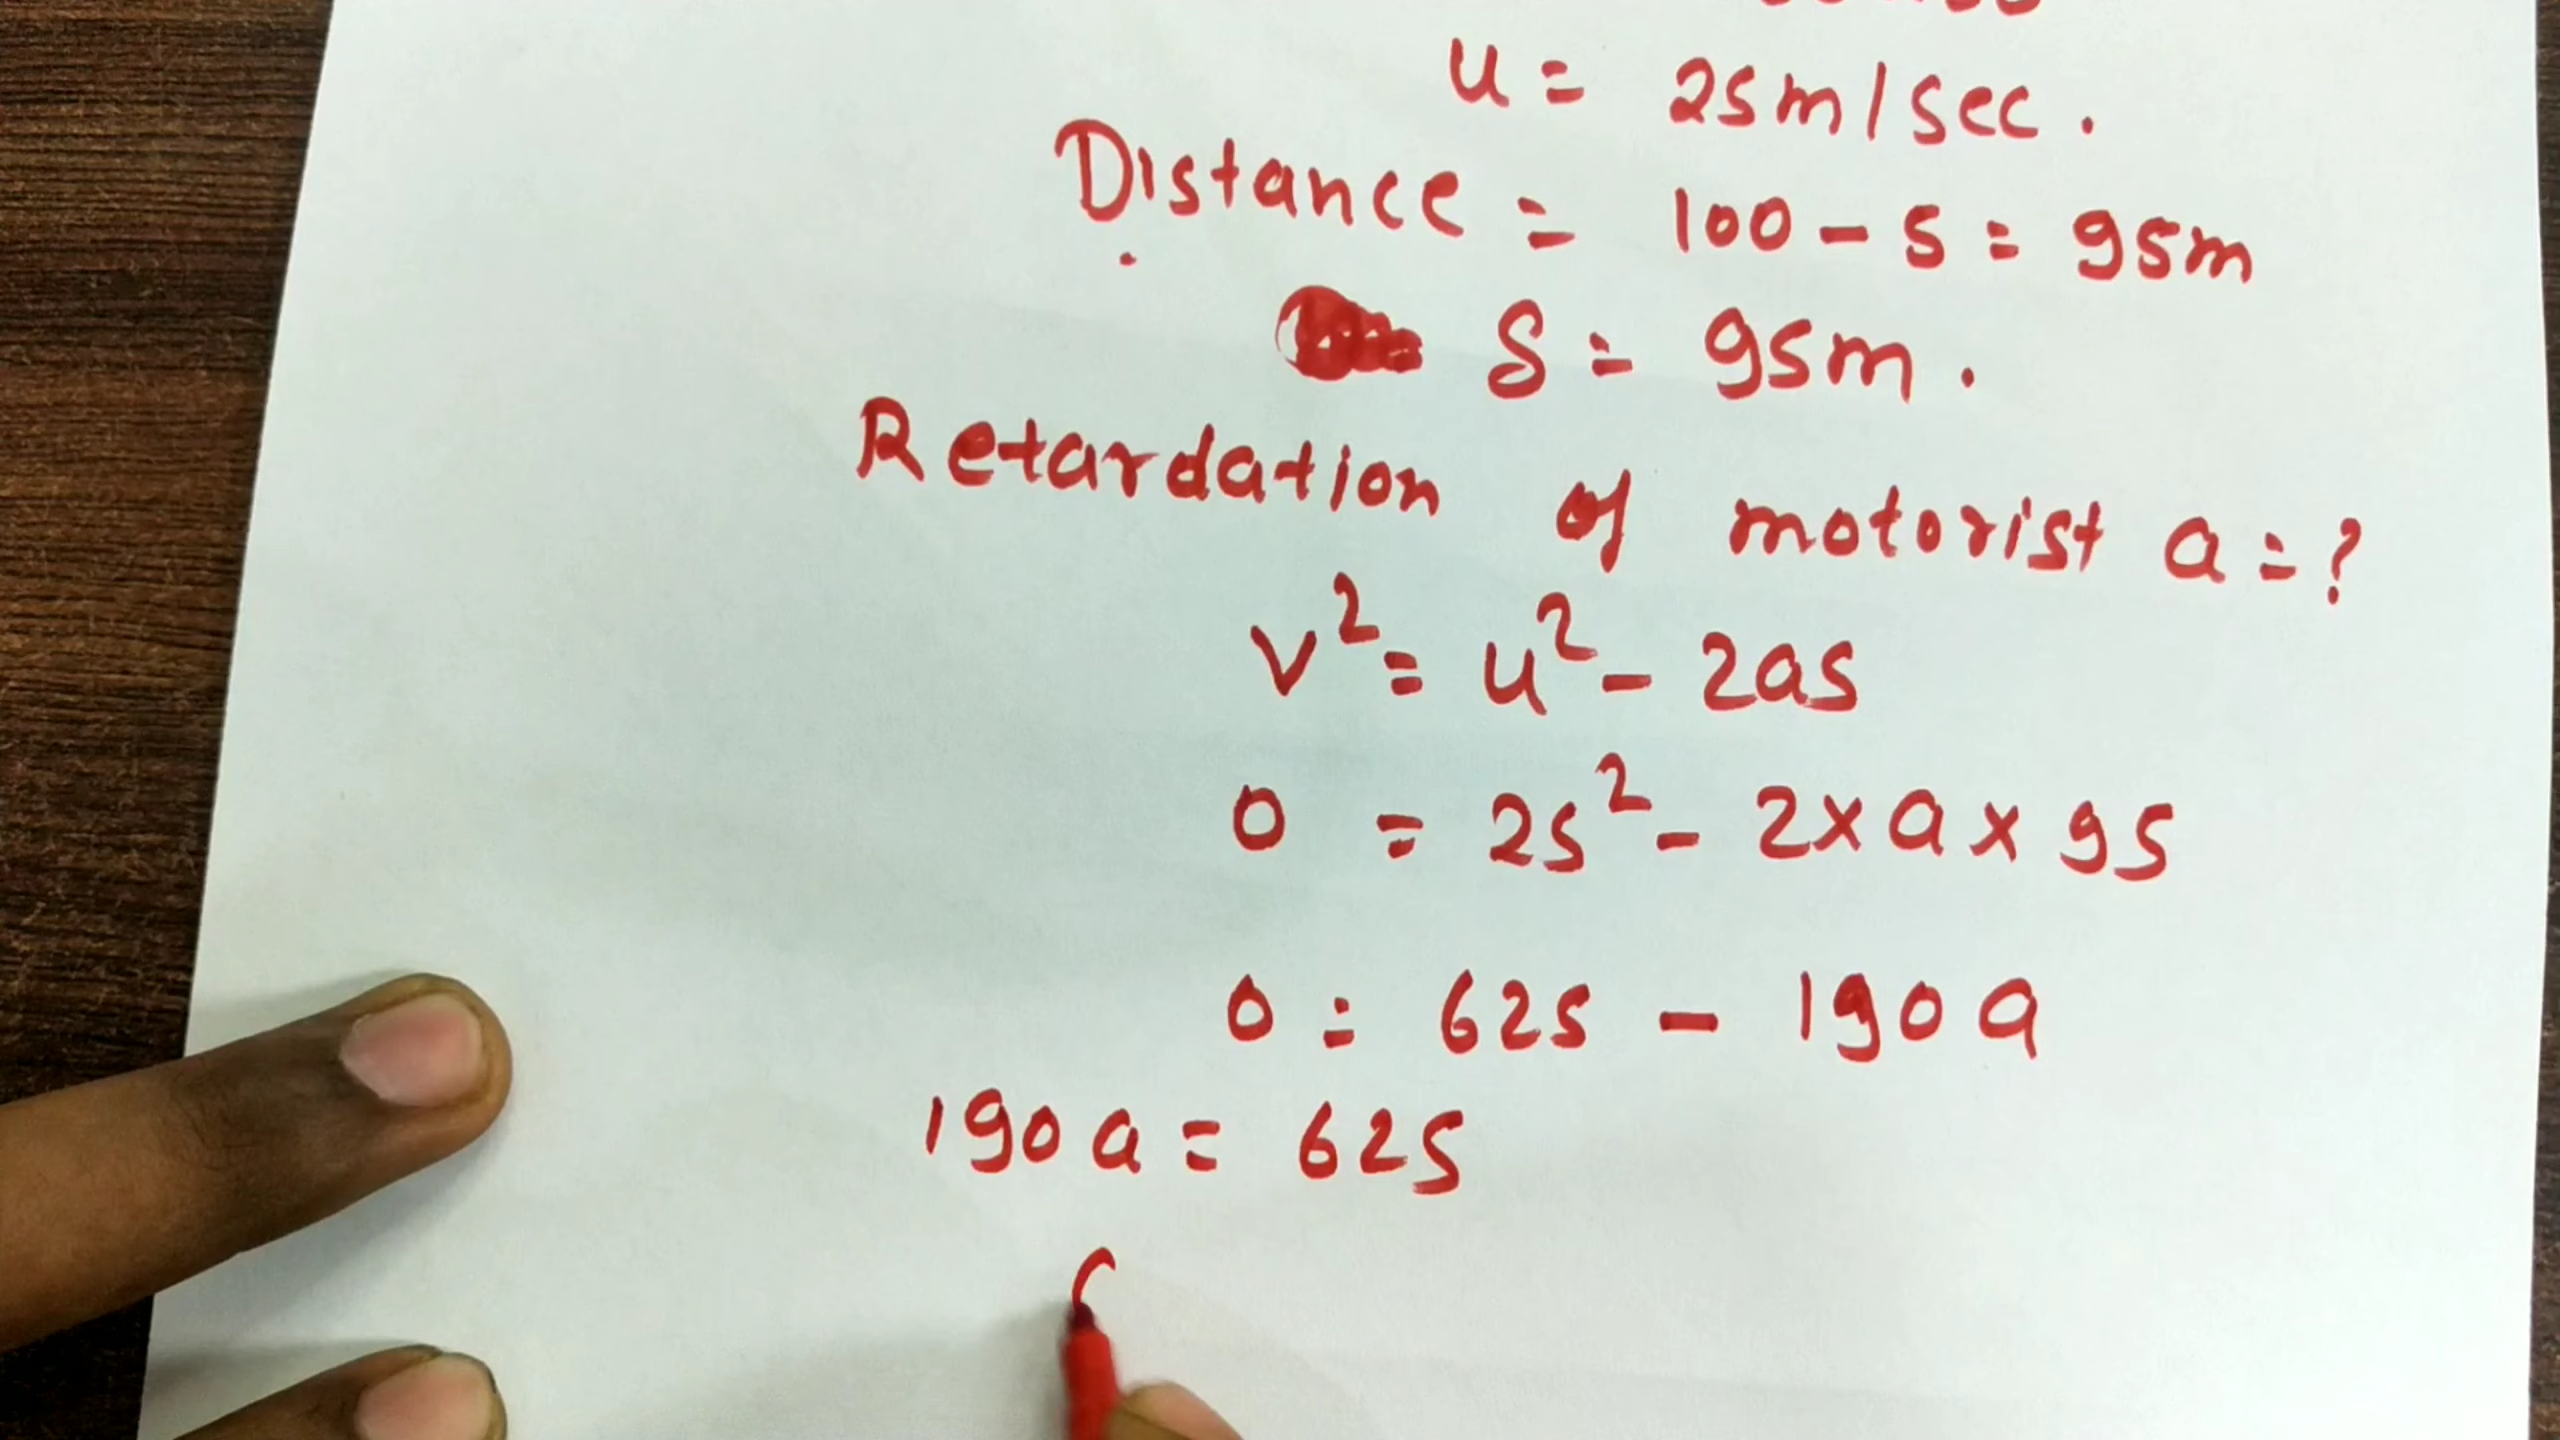 u = 25m/sec.
Distance = 100 - 5 = 95m
S = 95m.
Retardation of motorist a = ?
v² = u² - 2as
0 = 25² - 2 x a x 95
0 = 625 - 190 a
190 a = 625